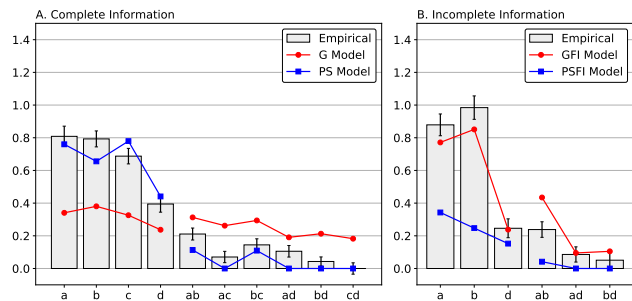 A. Complete Information
1.4
1.2
1.0
0.8
0.6
0.4
0.2
0.0
Empirical
G Model
PS Model
a b c d ab ac bc ad bd cd
B. Incomplete Information
1.4
1.2
1.0
0.8
0.6
0.4
0.2
0.0
Empirical
GFI Model
PSFI Model
a b d ab ad bd